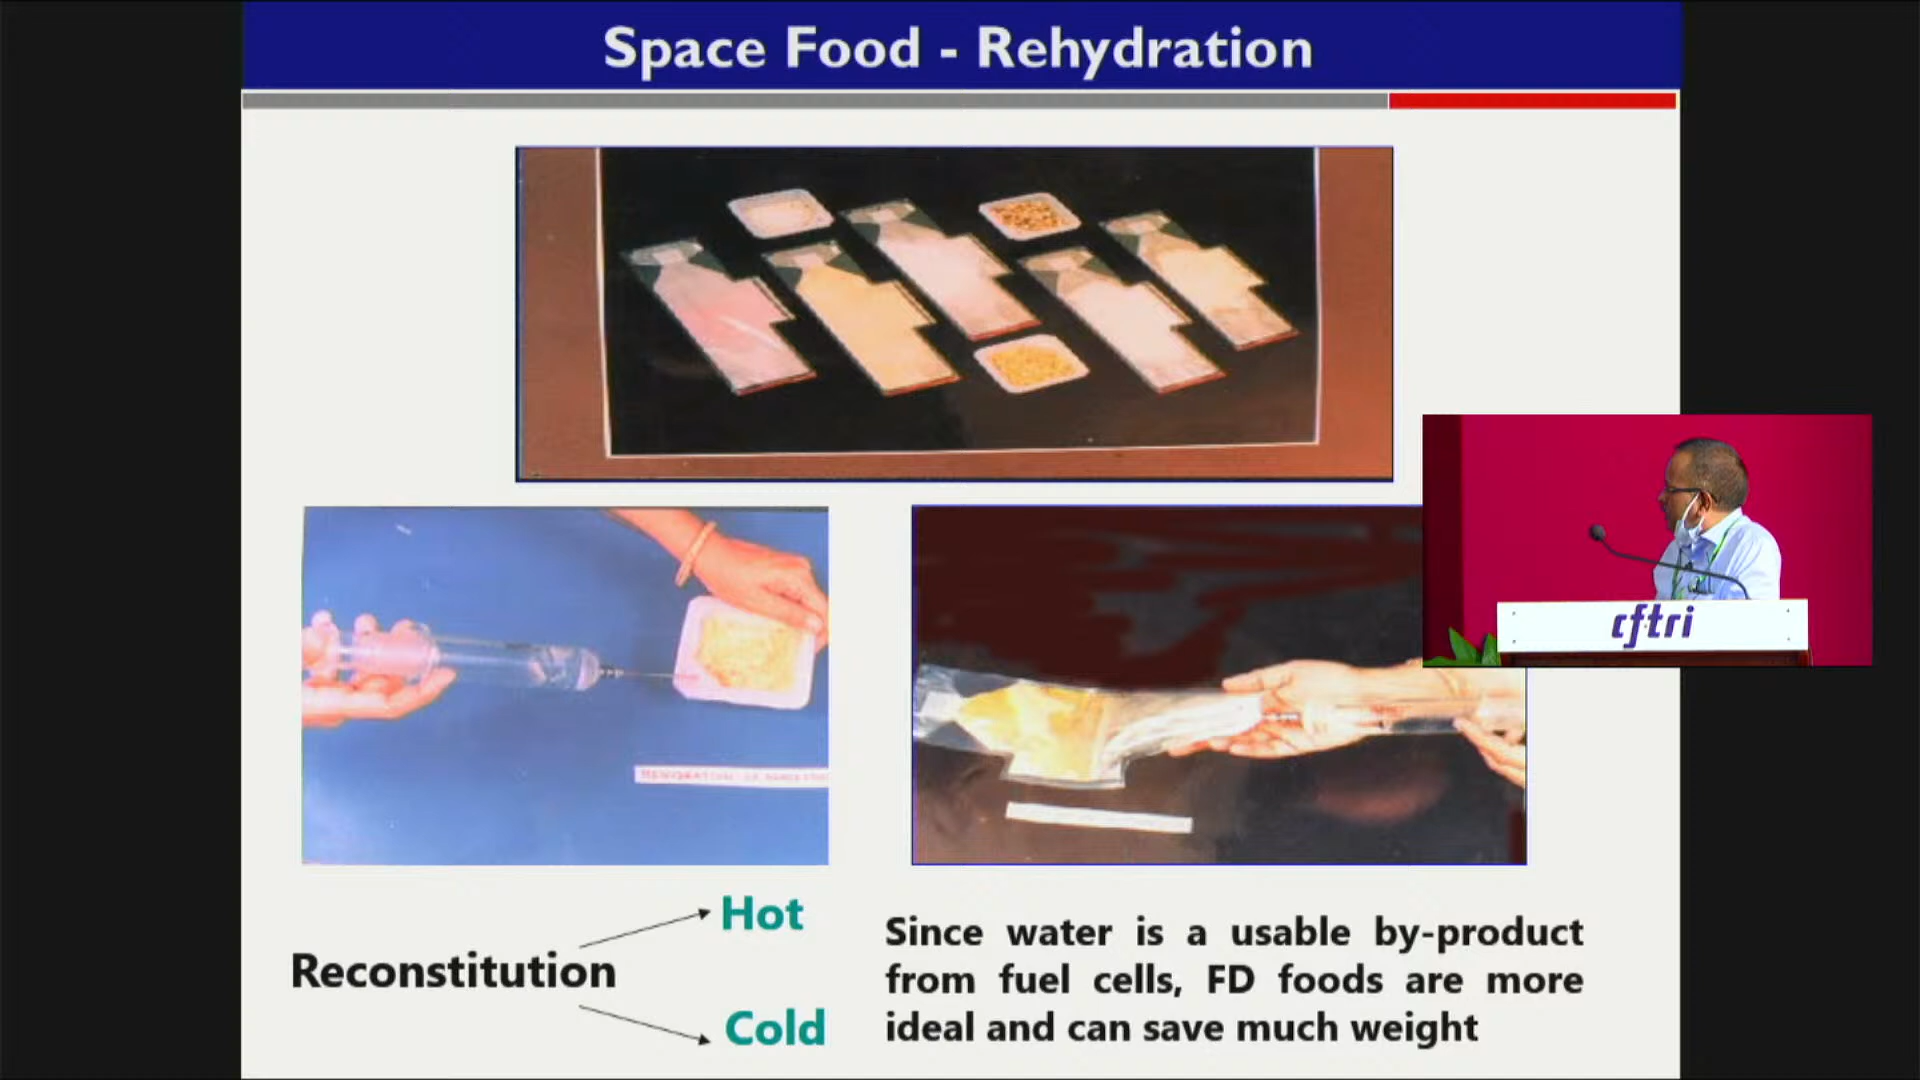 Space Food - Rehydration
cftri
Hot
Reconstitution
Cold
Since water is a usable by-product
from fuel cells, FD foods are more
ideal and can save much weight